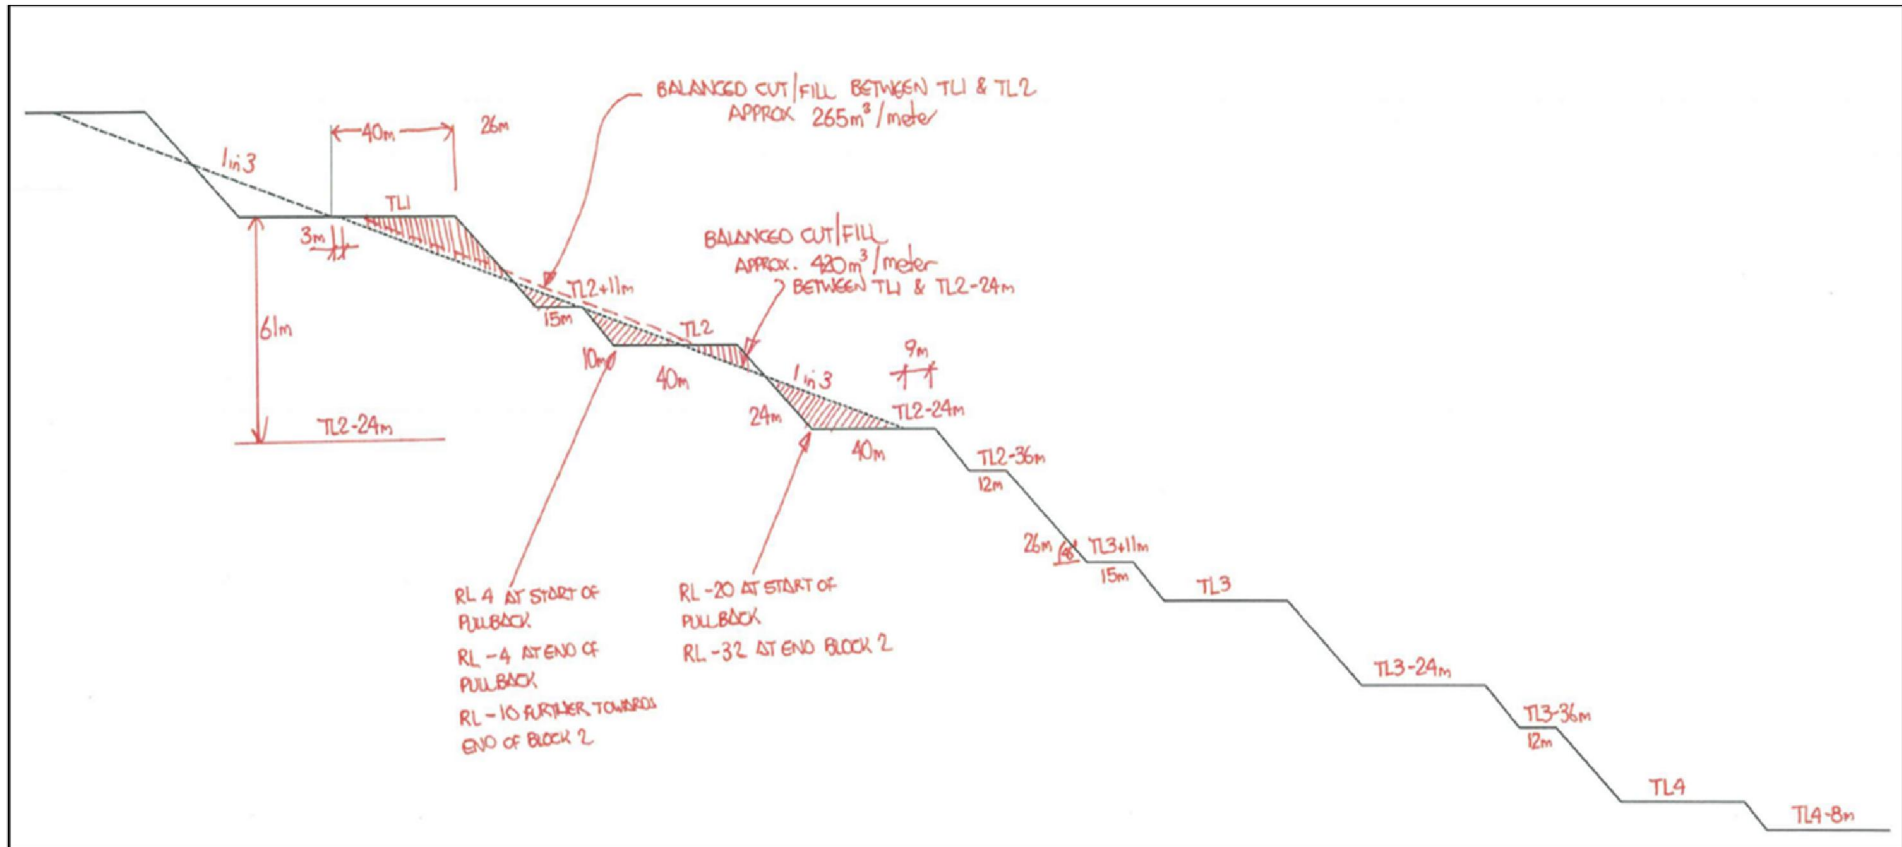 BALANCED CUT/FILL BETWEEN TL1 & TL2
APPROX 265m³/meter
40m
26m
1 in 3
TL1
3m
BALANCED CUT/FILL
APPROX. 420m³/meter
BETWEEN TL1 & TL2-24m
TL2+11m
15m
61m
TL2
10m
40m
1 in 3
9m
24m
TL2-24m
40m
TL2-24m
TL2-36m
12m
26m
TL3+11m
15m
TL3
RL 4 AT START OF
PULLBACK
RL -4 AT END OF
PULLBACK
RL -10 FURTHER TOWARDS
END OF BLOCK 2
RL -20 AT START OF
PULLBACK
RL -32 AT END BLOCK 2
TL3-24m
TL3-36m
12m
TL4
TL4-8m